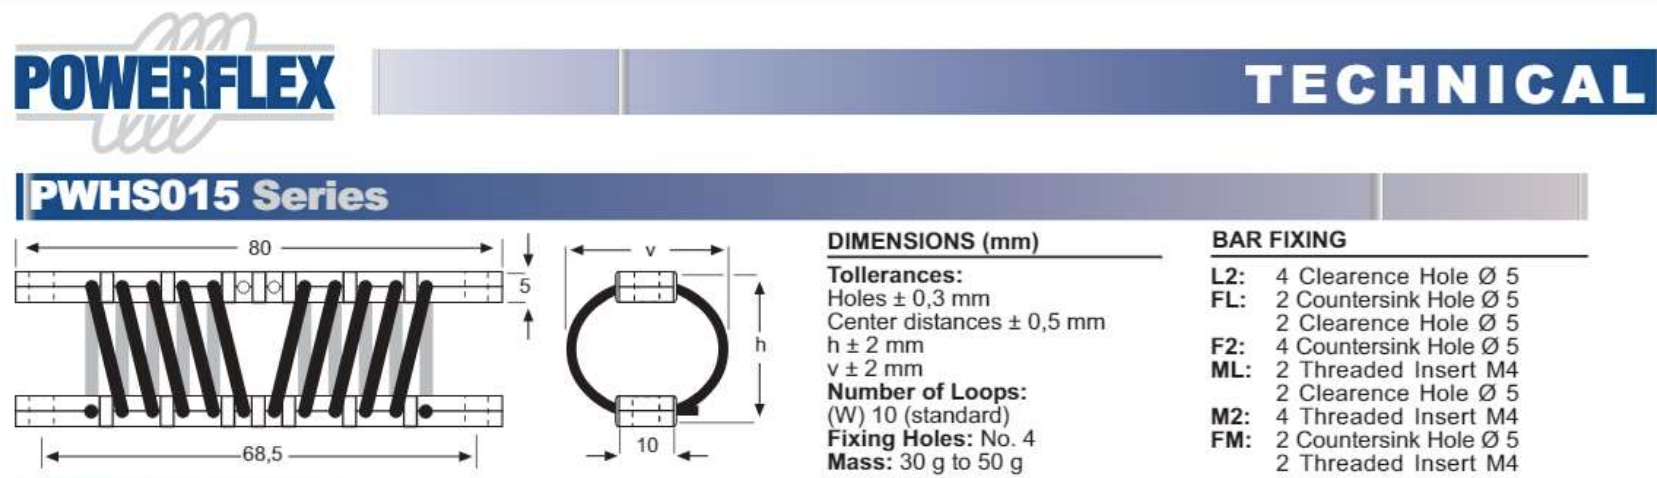 POWERFLEX
TECHNICAL
PWHS015 Series
80
5
68,5
v
h
10
DIMENSIONS (mm)
Tollerances:
Holes ± 0,3 mm
Center distances ± 0,5 mm
h ± 2 mm
v ± 2 mm
Number of Loops:
(W) 10 (standard)
Fixing Holes: No. 4
Mass: 30 g to 50 g
BAR FIXING
L2: 4 Clearence Hole Ø 5
FL: 2 Countersink Hole Ø 5
2 Clearence Hole Ø 5
F2: 4 Countersink Hole Ø 5
ML: 2 Threaded Insert M4
2 Clearence Hole Ø 5
M2: 4 Threaded Insert M4
FM: 2 Countersink Hole Ø 5
2 Threaded Insert M4